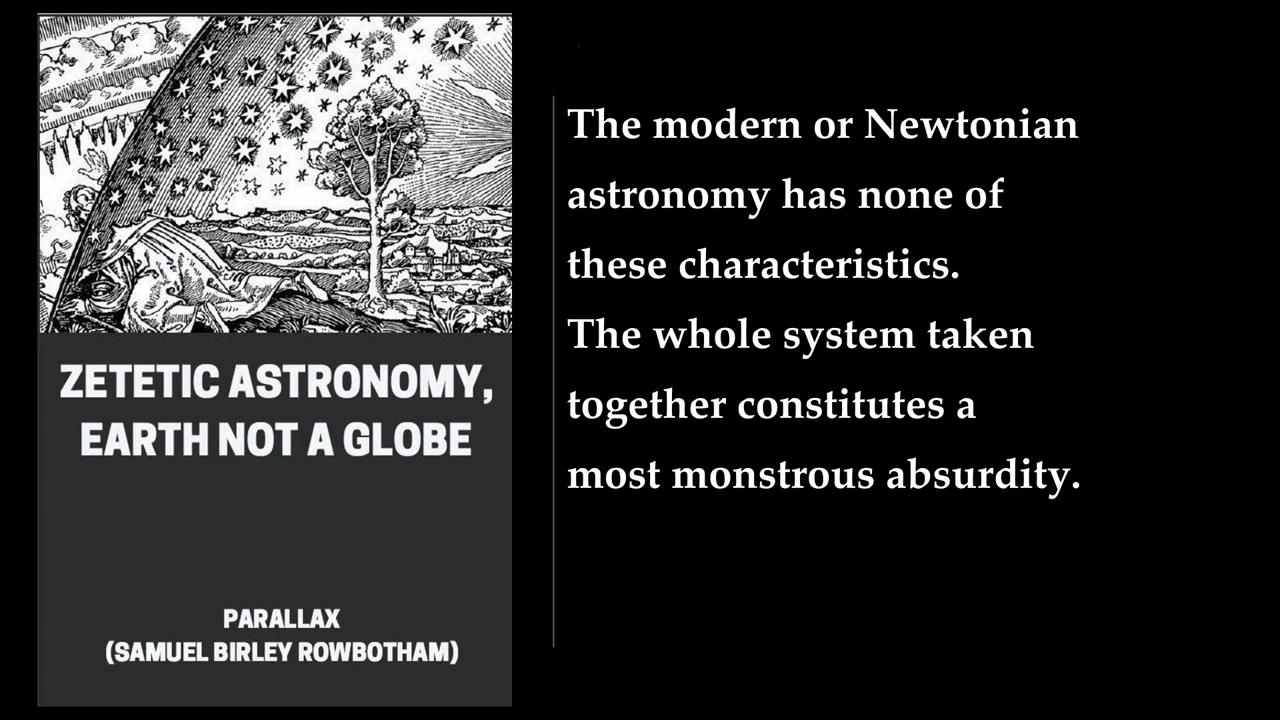 ZETETIC ASTRONOMY,
EARTH NOT A GLOBE
PARALLAX
(SAMUEL BIRLEY ROWBOTHAM)
The modern or Newtonian
astronomy has none of
these characteristics.
The whole system taken
together constitutes a
most monstrous absurdity.